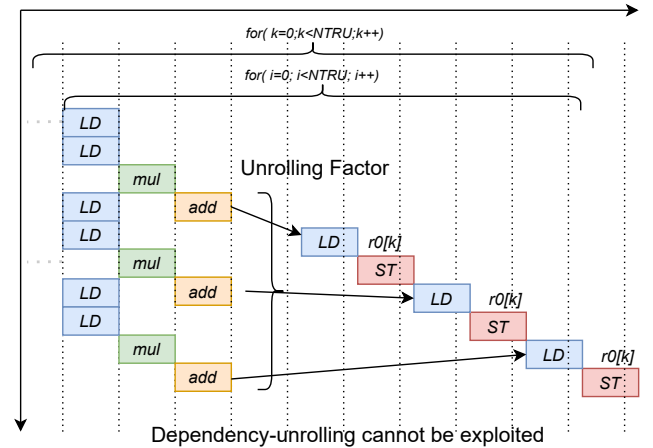 for( k=0;k<NTRU;k++)
for( i=0; i<NTRU; i++)
LD
LD
Unrolling Factor
mul
LD
add
LD
LD
r0[k]
mul
ST
LD
add
LD
r0[k]
LD
ST
mul
LD
r0[k]
add
ST
Dependency-unrolling cannot be exploited